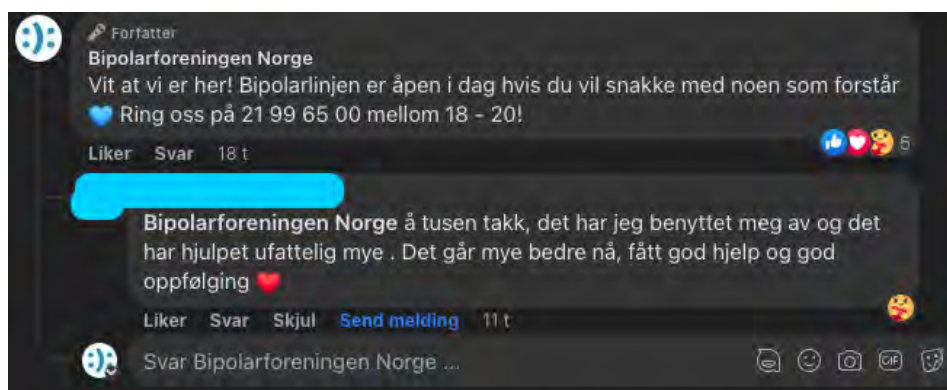 Forfatter
Bipolarforeningen Norge
Vit at vi er her! Bipolarlinjen er åpen i dag hvis du vil snakke med noen som forstår
💙 Ring oss på 21 99 65 00 mellom 18 - 20!
Liker Svar 18 t 6
Bipolarforeningen Norge å tusen takk, det har jeg benyttet meg av og det
har hjulpet ufattelig mye . Det går mye bedre nå, fått god hjelp og god
oppfølging ❤️
Liker Svar Skjul Send melding 11 t
Svar Bipolarforeningen Norge ...
GIF